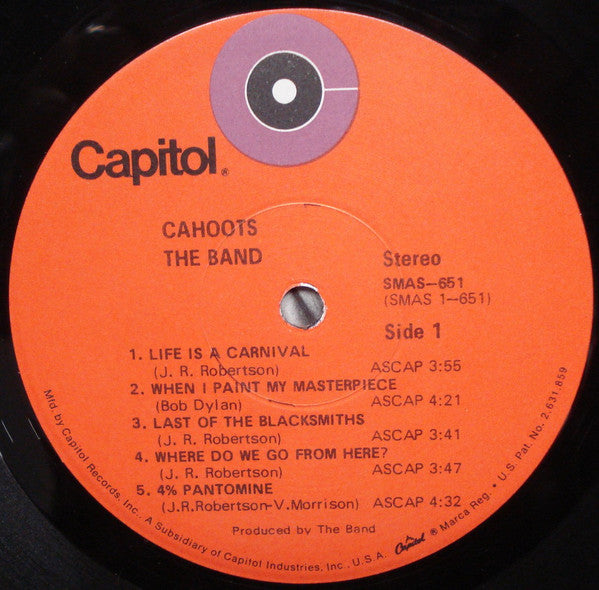 Capitol®
CAHOOTS
THE BAND
Stereo
SMAS—651
(SMAS 1—651)
Side 1
1. LIFE IS A CARNIVAL
(J. R. Robertson) ASCAP 3:55
2. WHEN I PAINT MY MASTERPIECE
(Bob Dylan) ASCAP 4:21
3. LAST OF THE BLACKSMITHS
(J. R. Robertson) ASCAP 3:41
4. WHERE DO WE GO FROM HERE?
(J. R. Robertson) ASCAP 3:47
5. 4% PANTOMINE
(J.R.Robertson-V.Morrison) ASCAP 4:32
Produced by The Band
Mfd. by Capitol Records, Inc., A Subsidiary of Capitol Industries, Inc., U.S.A. Capitol ® Marca Reg. • U.S. Pat. No. 2,631,859